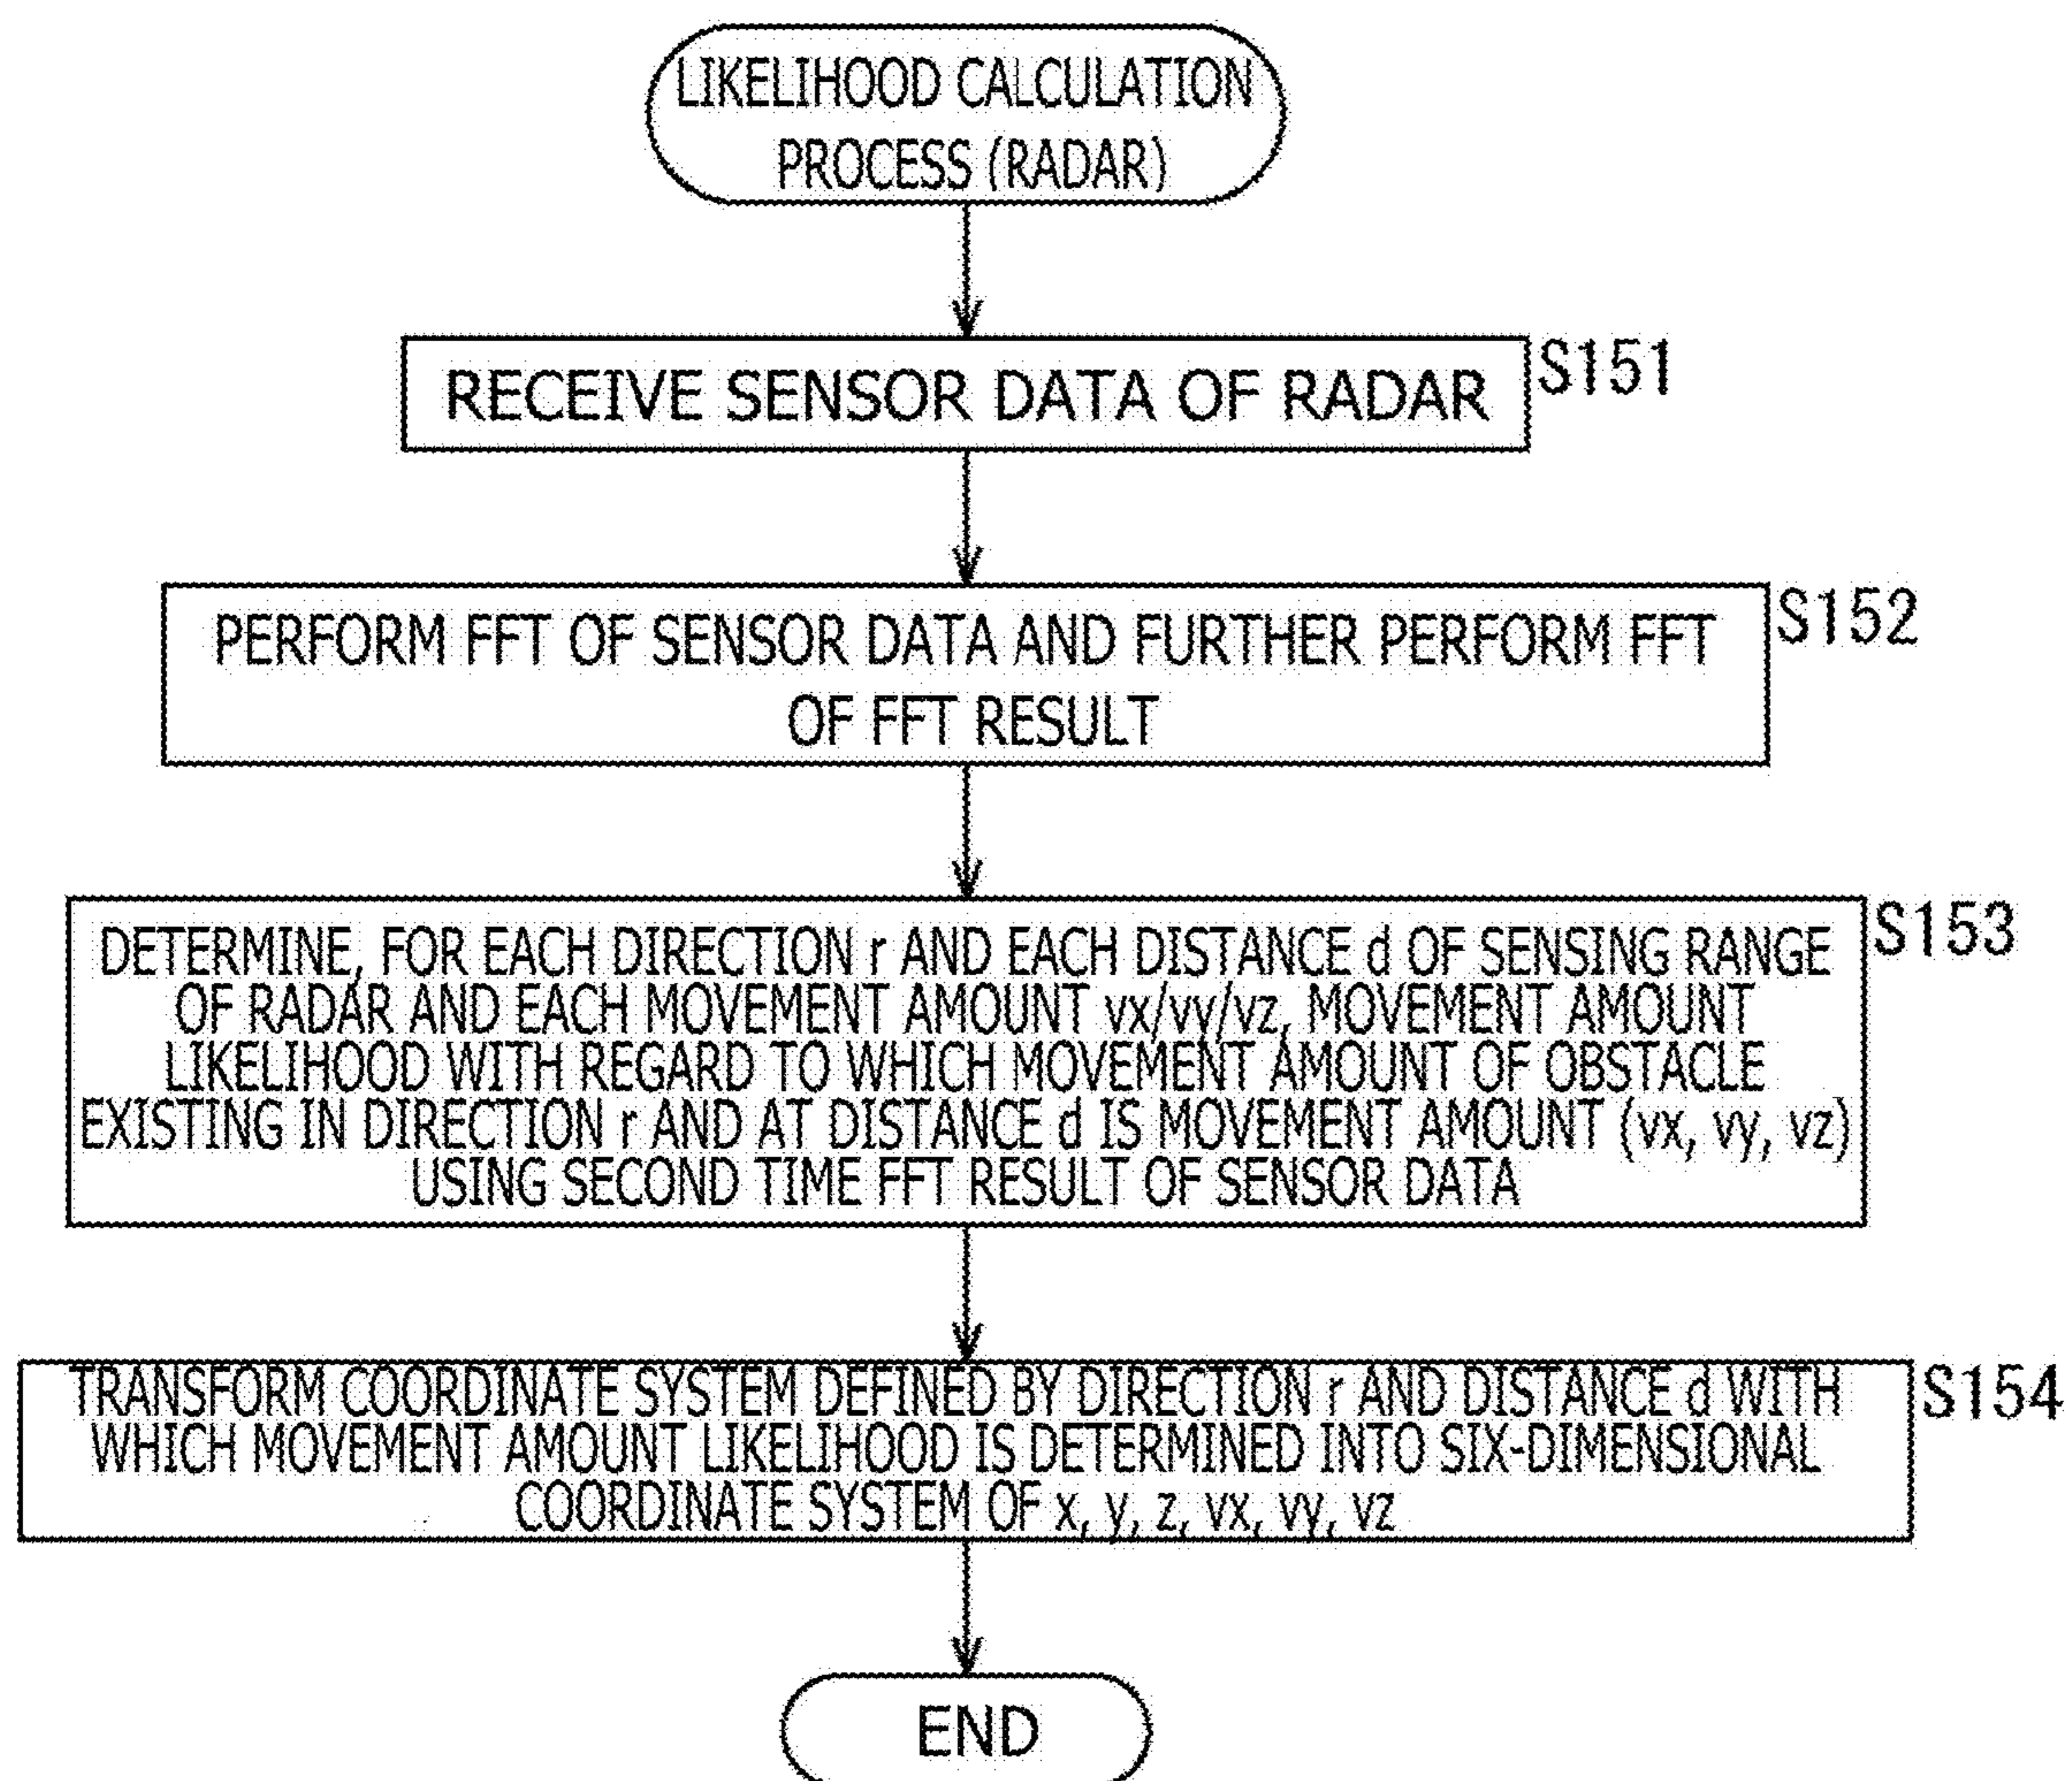 LIKELIHOOD CALCULATION
PROCESS (RADAR)
RECEIVE SENSOR DATA OF RADAR
S151
PERFORM FFT OF SENSOR DATA AND FURTHER PERFORM FFT
OF FFT RESULT
S152
DETERMINE, FOR EACH DIRECTION r AND EACH DISTANCE d OF SENSING RANGE
OF RADAR AND EACH MOVEMENT AMOUNT vx/vy/vz, MOVEMENT AMOUNT
LIKELIHOOD WITH REGARD TO WHICH MOVEMENT AMOUNT OF OBSTACLE
EXISTING IN DIRECTION r AND AT DISTANCE d IS MOVEMENT AMOUNT (vx, vy, vz)
USING SECOND TIME FFT RESULT OF SENSOR DATA
S153
TRANSFORM COORDINATE SYSTEM DEFINED BY DIRECTION r AND DISTANCE d WITH
WHICH MOVEMENT AMOUNT LIKELIHOOD IS DETERMINED INTO SIX-DIMENSIONAL
COORDINATE SYSTEM OF x, y, z, vx, vy, vz
S154
END